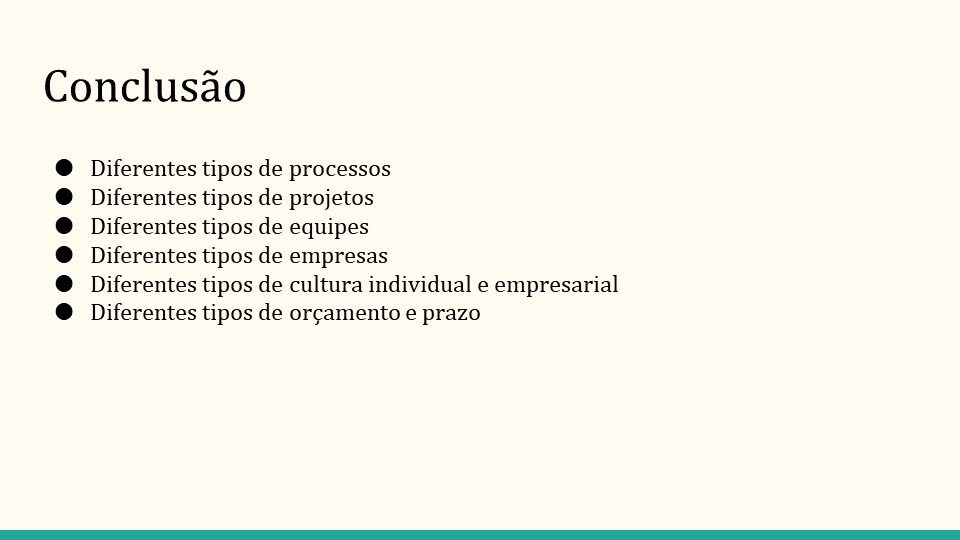 Conclusão
● Diferentes tipos de processos
● Diferentes tipos de projetos
● Diferentes tipos de equipes
● Diferentes tipos de empresas
● Diferentes tipos de cultura individual e empresarial
● Diferentes tipos de orçamento e prazo